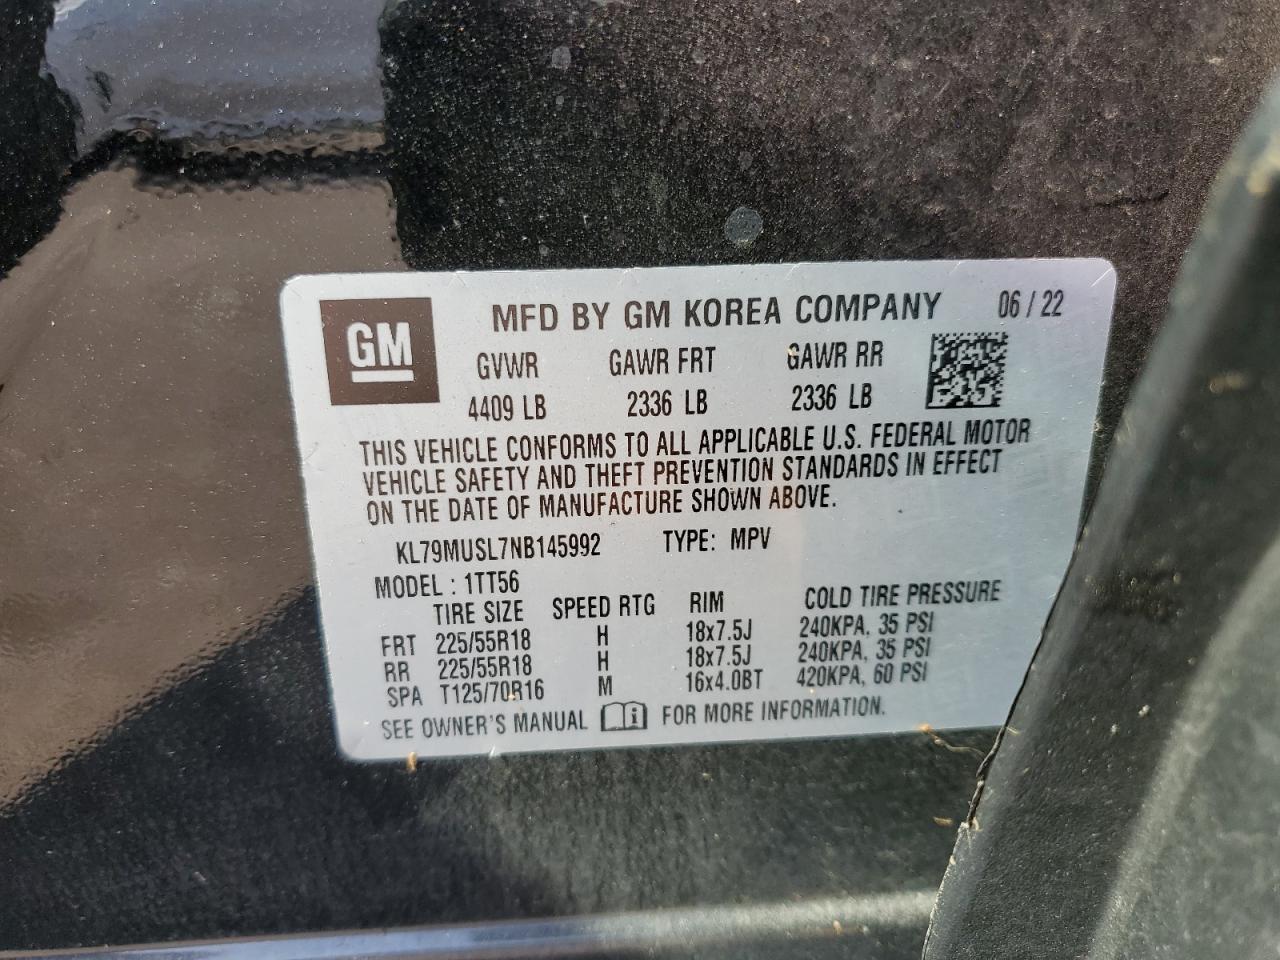 GM
MFD BY GM KOREA COMPANY 06 / 22
GVWR GAWR FRT GAWR RR
4409 LB 2336 LB 2336 LB
THIS VEHICLE CONFORMS TO ALL APPLICABLE U.S. FEDERAL MOTOR
VEHICLE SAFETY AND THEFT PREVENTION STANDARDS IN EFFECT
ON THE DATE OF MANUFACTURE SHOWN ABOVE.
KL79MUSL7NB145992 TYPE: MPV
MODEL : 1TT56
TIRE SIZE SPEED RTG RIM COLD TIRE PRESSURE
FRT 225/55R18 H 18x7.5J 240KPA, 35 PSI
RR 225/55R18 H 18x7.5J 240KPA, 35 PSI
SPA T125/70R16 M 16x4.0BT 420KPA, 60 PSI
SEE OWNER'S MANUAL i FOR MORE INFORMATION.